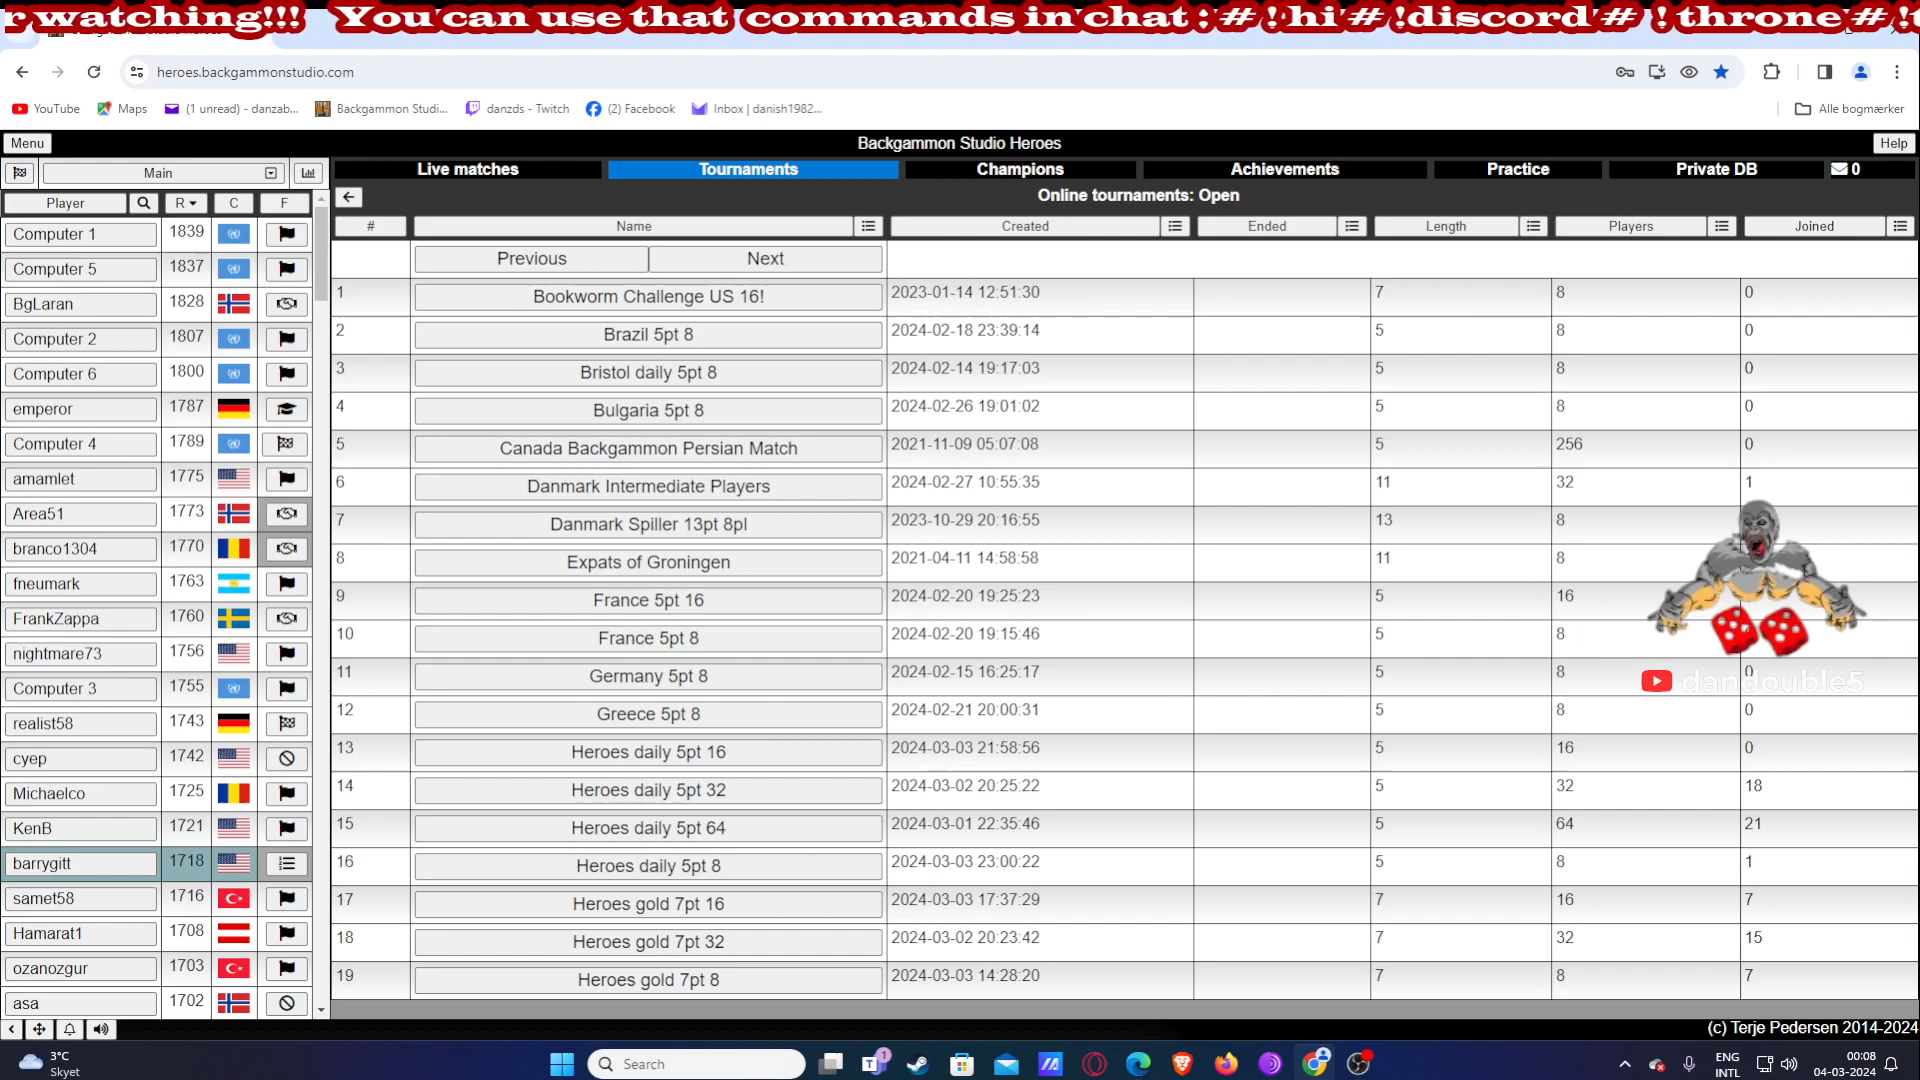 r watching!!!   You can use that commands in chat : # ! hi # !discord # ! throne # !t
heroes.backgammonstudio.com
YouTube
Maps
(1 unread) - danzab...
Backgammon Studi...
danzds - Twitch
(2) Facebook
Inbox | danish1982...
Alle bogmærker
Menu
Backgammon Studio Heroes
Help
Main
Live matches
Tournaments
Champions
Achievements
Practice
Private DB
0
Online tournaments: Open
Player R C F
# Name Created Ended Length Players Joined
Previous Next
Computer 1 1839
Computer 5 1837
BgLaran 1828
Computer 2 1807
Computer 6 1800
emperor 1787
Computer 4 1789
amamlet 1775
Area51 1773
branco1304 1770
fneumark 1763
FrankZappa 1760
nightmare73 1756
Computer 3 1755
realist58 1743
cyep 1742
Michaelco 1725
KenB 1721
barrygitt 1718
samet58 1716
Hamarat1 1708
ozanozgur 1703
asa 1702
1 Bookworm Challenge US 16! 2023-01-14 12:51:30 7 8 0
2 Brazil 5pt 8 2024-02-18 23:39:14 5 8 0
3 Bristol daily 5pt 8 2024-02-14 19:17:03 5 8 0
4 Bulgaria 5pt 8 2024-02-26 19:01:02 5 8 0
5 Canada Backgammon Persian Match 2021-11-09 05:07:08 5 256 0
6 Danmark Intermediate Players 2024-02-27 10:55:35 11 32 1
7 Danmark Spiller 13pt 8pl 2023-10-29 20:16:55 13 8
8 Expats of Groningen 2021-04-11 14:58:58 11 8
9 France 5pt 16 2024-02-20 19:25:23 5 16
10 France 5pt 8 2024-02-20 19:15:46 5 8
11 Germany 5pt 8 2024-02-15 16:25:17 5 8 0
12 Greece 5pt 8 2024-02-21 20:00:31 5 8 0
13 Heroes daily 5pt 16 2024-03-03 21:58:56 5 16 0
14 Heroes daily 5pt 32 2024-03-02 20:25:22 5 32 18
15 Heroes daily 5pt 64 2024-03-01 22:35:46 5 64 21
16 Heroes daily 5pt 8 2024-03-03 23:00:22 5 8 1
17 Heroes gold 7pt 16 2024-03-03 17:37:29 7 16 7
18 Heroes gold 7pt 32 2024-03-02 20:23:42 7 32 15
19 Heroes gold 7pt 8 2024-03-03 14:28:20 7 8 7
dandouble5
(c) Terje Pedersen 2014-2024
3°C
Skyet
Search
1
ENG
INTL
00:08
04-03-2024